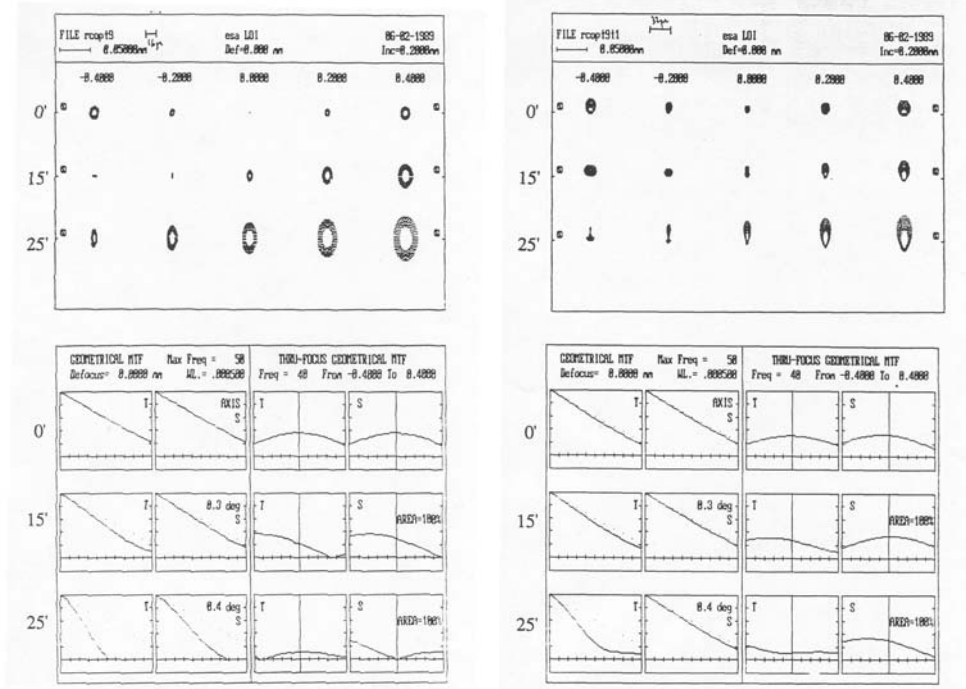 FILE rcopt9
16μ
esa LO1
06-02-1989
0.05000mm
Def=0.000 mm
Inc=0.2000mm
-0.4000 -0.2000 0.0000 0.2000 0.4000
0'
15'
25'
GEOMETRICAL MTF Max Freq = 50
Defocus= 0.0000 mm WL.= .000500
THRU-FOCUS GEOMETRICAL MTF
Freq = 40 From -0.4000 To 0.4000
0'
T
AXIS
S
T
S
15'
T
0.3 deg
S
T
S
AREA=100%
25'
T
0.4 deg
S
T
S
AREA=100%
FILE rcopt9t1
esa LO1
06-02-1989
0.05000mm
Def=0.000 mm
Inc=0.2000mm
-0.4000 -0.2000 0.0000 0.2000 0.4000
0'
15'
25'
GEOMETRICAL MTF Max Freq = 50
Defocus= 0.0000 mm WL.= .000500
THRU-FOCUS GEOMETRICAL MTF
Freq = 40 From -0.4000 To 0.4000
0'
T
AXIS
S
T
S
15'
T
0.3 deg
S
T
S
AREA=100%
25'
T
0.4 deg
S
T
S
AREA=100%